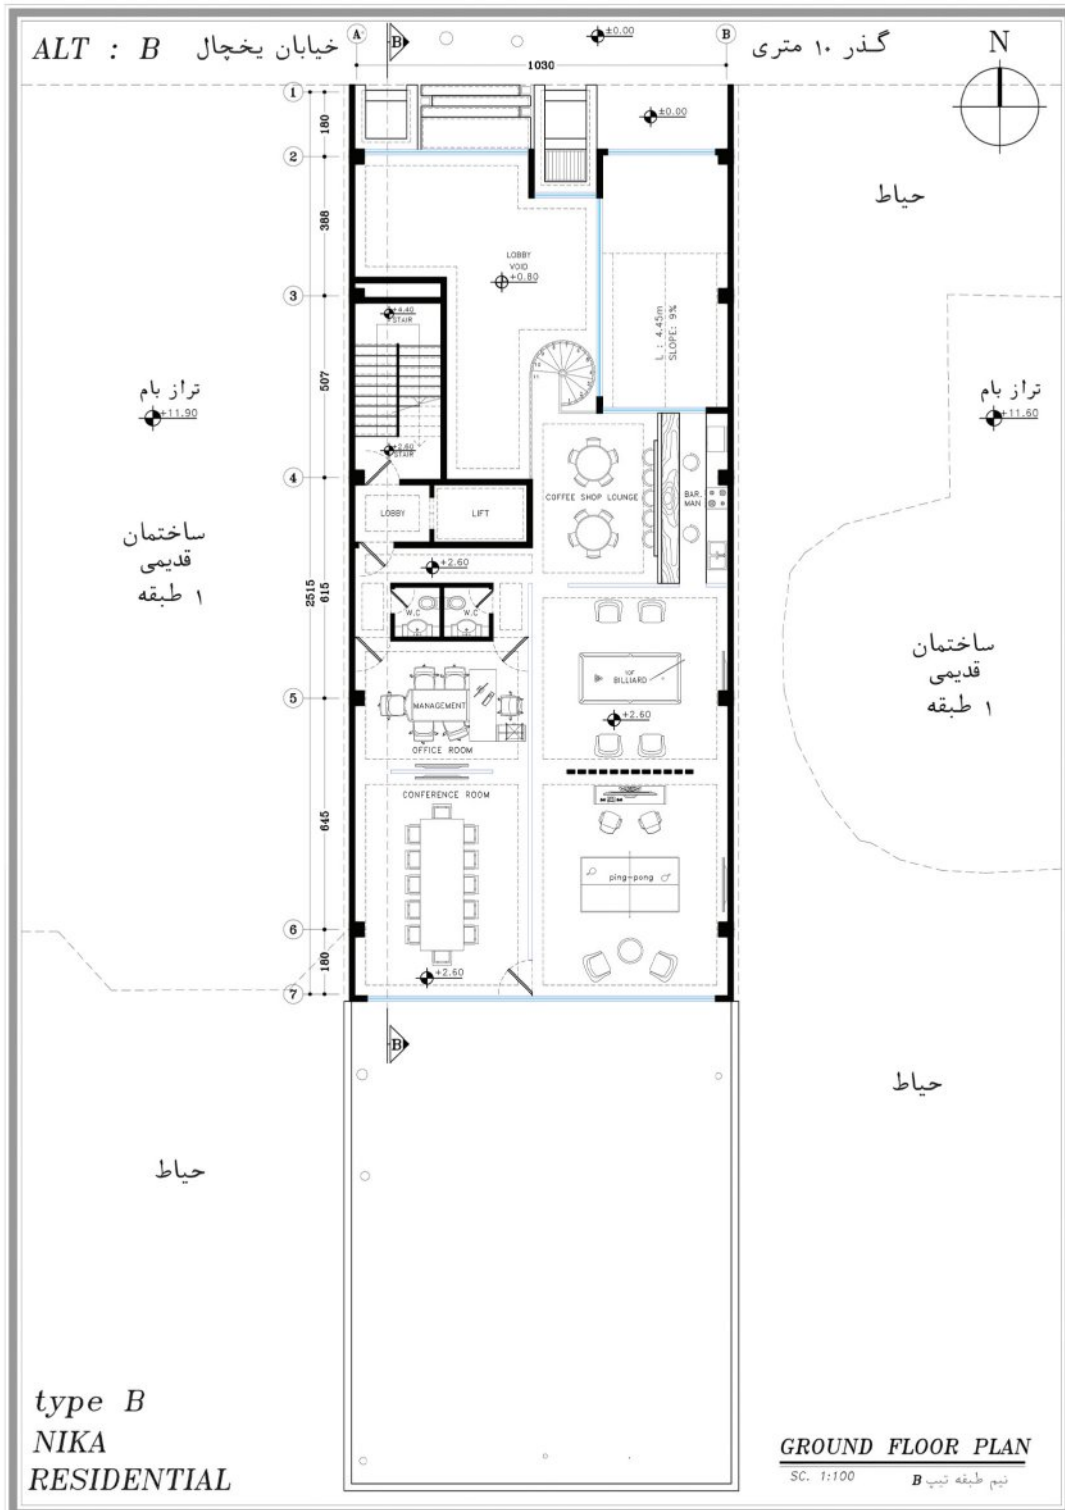 ALT : B
خیابان یخچال
A
B
B
±0.00
گذر ۱۰ متری
N
1030
1
180
±0.00
2
حیاط
388
LOBBY
VOID
+0.80
3
+4.40
STAIR
L : 4.45m
SLOPE: 9%
507
تراز بام
+11.90
تراز بام
+11.60
+2.60
STAIR
4
COFFEE SHOP LOUNGE
BAR.
MAN
LOBBY
LIFT
ساختمان
قدیمی
۱ طبقه
+2.60
2515
615
W.C
W.C
ساختمان
قدیمی
۱ طبقه
BILLIARD
5
MANAGEMENT
+2.60
OFFICE ROOM
CONFERENCE ROOM
645
ping-pong
6
180
+2.60
7
B
حیاط
حیاط
type B
NIKA
RESIDENTIAL
GROUND FLOOR PLAN
SC. 1:100
نیم طبقه تیپ B